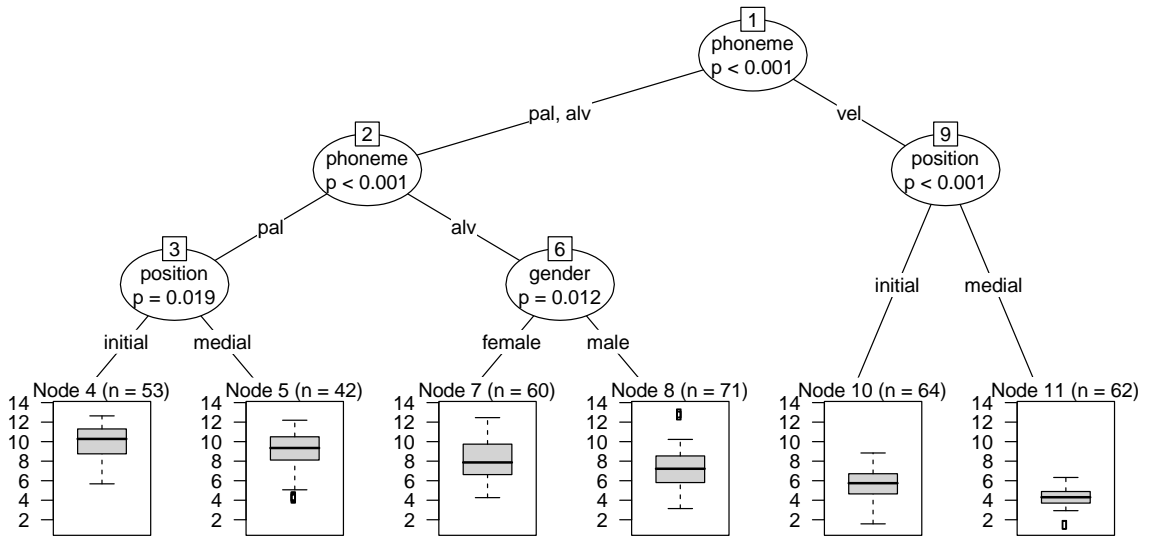 1
phoneme
p < 0.001
pal, alv
vel
2
phoneme
p < 0.001
9
position
p < 0.001
pal
alv
3
position
p = 0.019
6
gender
p = 0.012
initial
medial
initial
medial
female
male
Node 4 (n = 53)
14
12
10
8
6
4
2
Node 5 (n = 42)
14
12
10
8
6
4
2
Node 7 (n = 60)
14
12
10
8
6
4
2
Node 8 (n = 71)
14
12
10
8
6
4
2
Node 10 (n = 64)
14
12
10
8
6
4
2
Node 11 (n = 62)
14
12
10
8
6
4
2